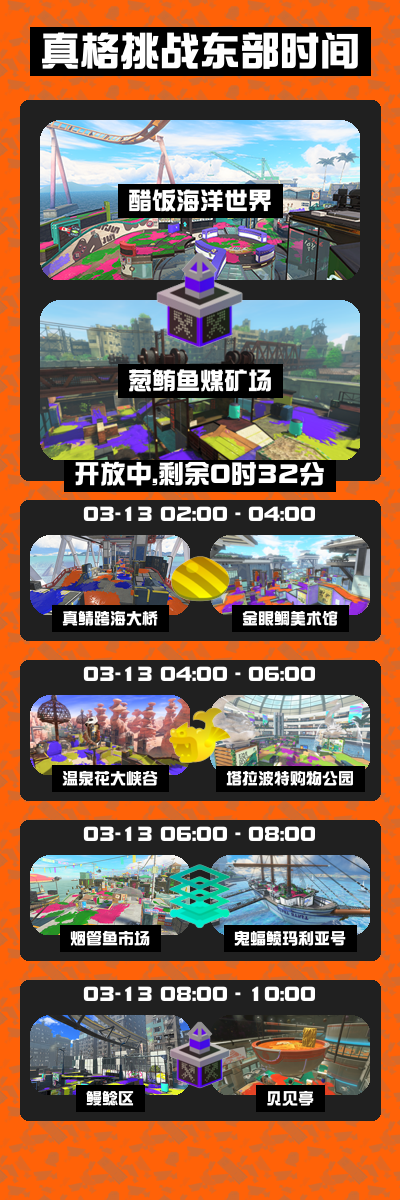 真格挑战东部时间
醋饭海洋世界
葱鲔鱼煤矿场
开放中,剩余0时32分
03-13 02:00 - 04:00
真鲭跨海大桥
金眼鲷美术馆
03-13 04:00 - 06:00
温泉花大峡谷
塔拉波特购物公园
03-13 06:00 - 08:00
烟管鱼市场
鬼蝠鲼玛利亚号
03-13 08:00 - 10:00
鳗鲶区
贝贝亭